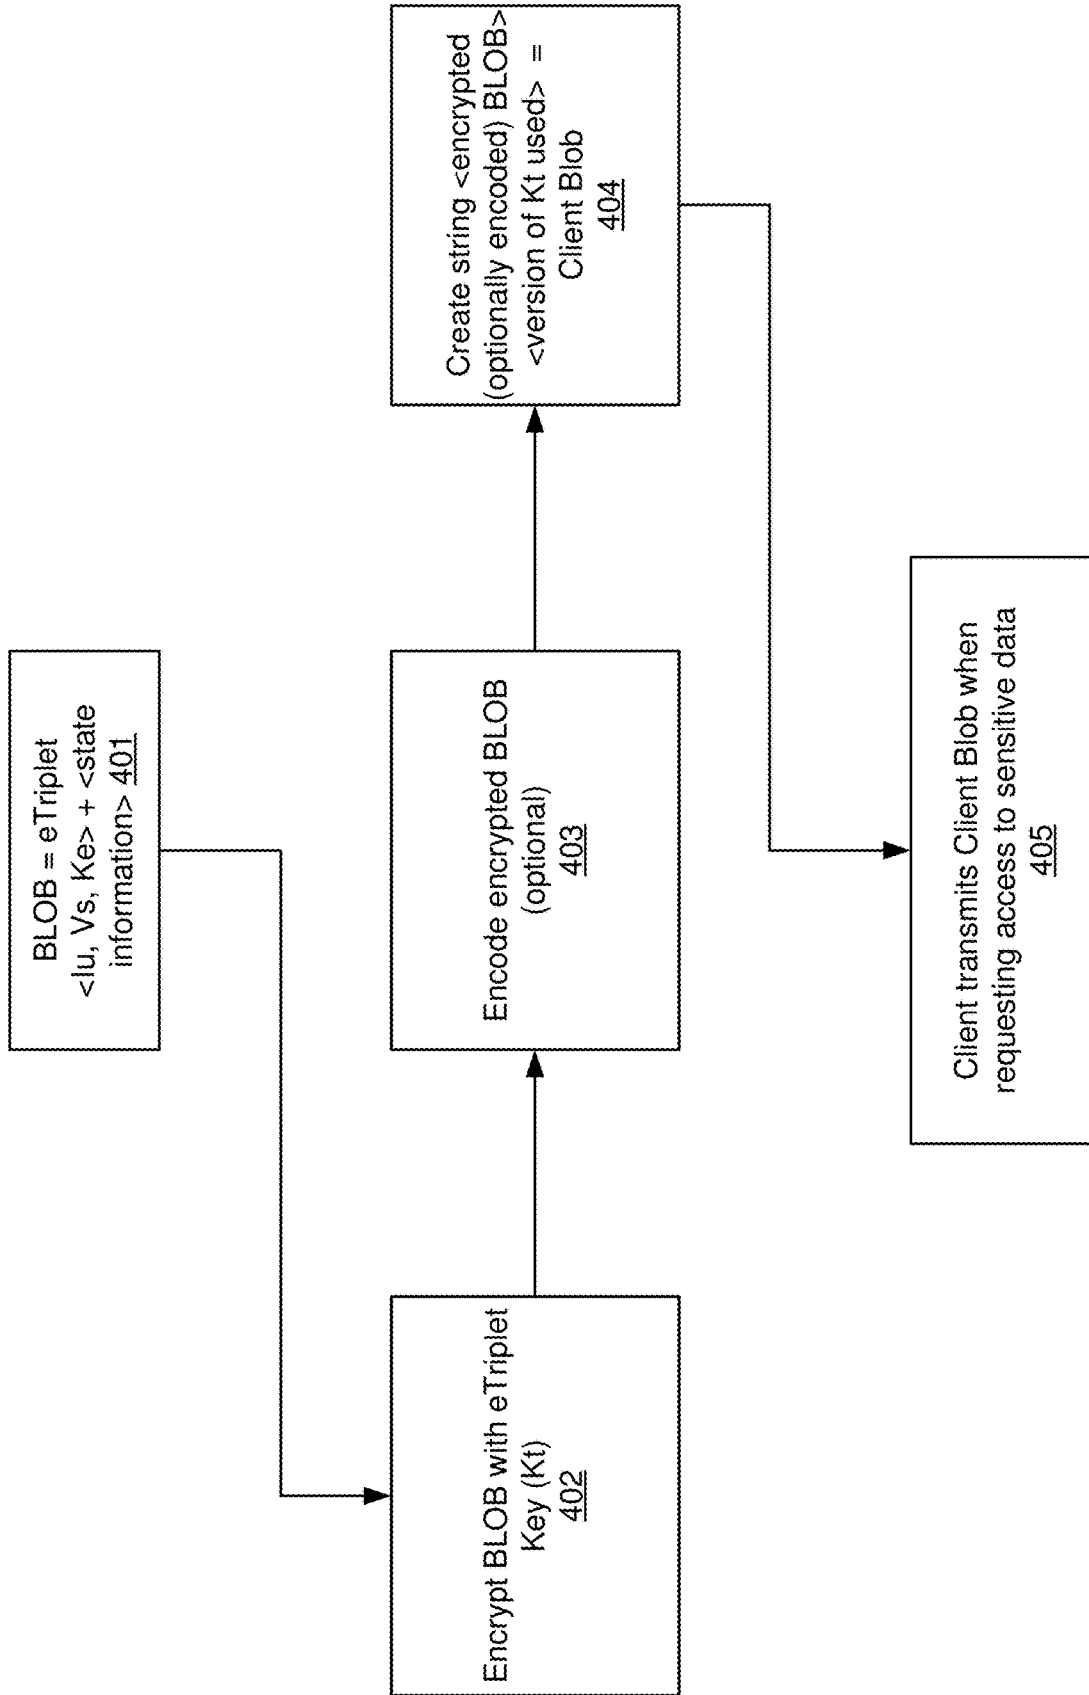 BLOB = eTriplet
<Iu, Vs, Ke> + <state
information> 401
Encrypt BLOB with eTriplet
Key (Kt)
402
Encode encrypted BLOB
(optional)
403
Create string <encrypted
(optionally encoded) BLOB>
<version of Kt used> =
Client Blob
404
Client transmits Client Blob when
requesting access to sensitive data
405